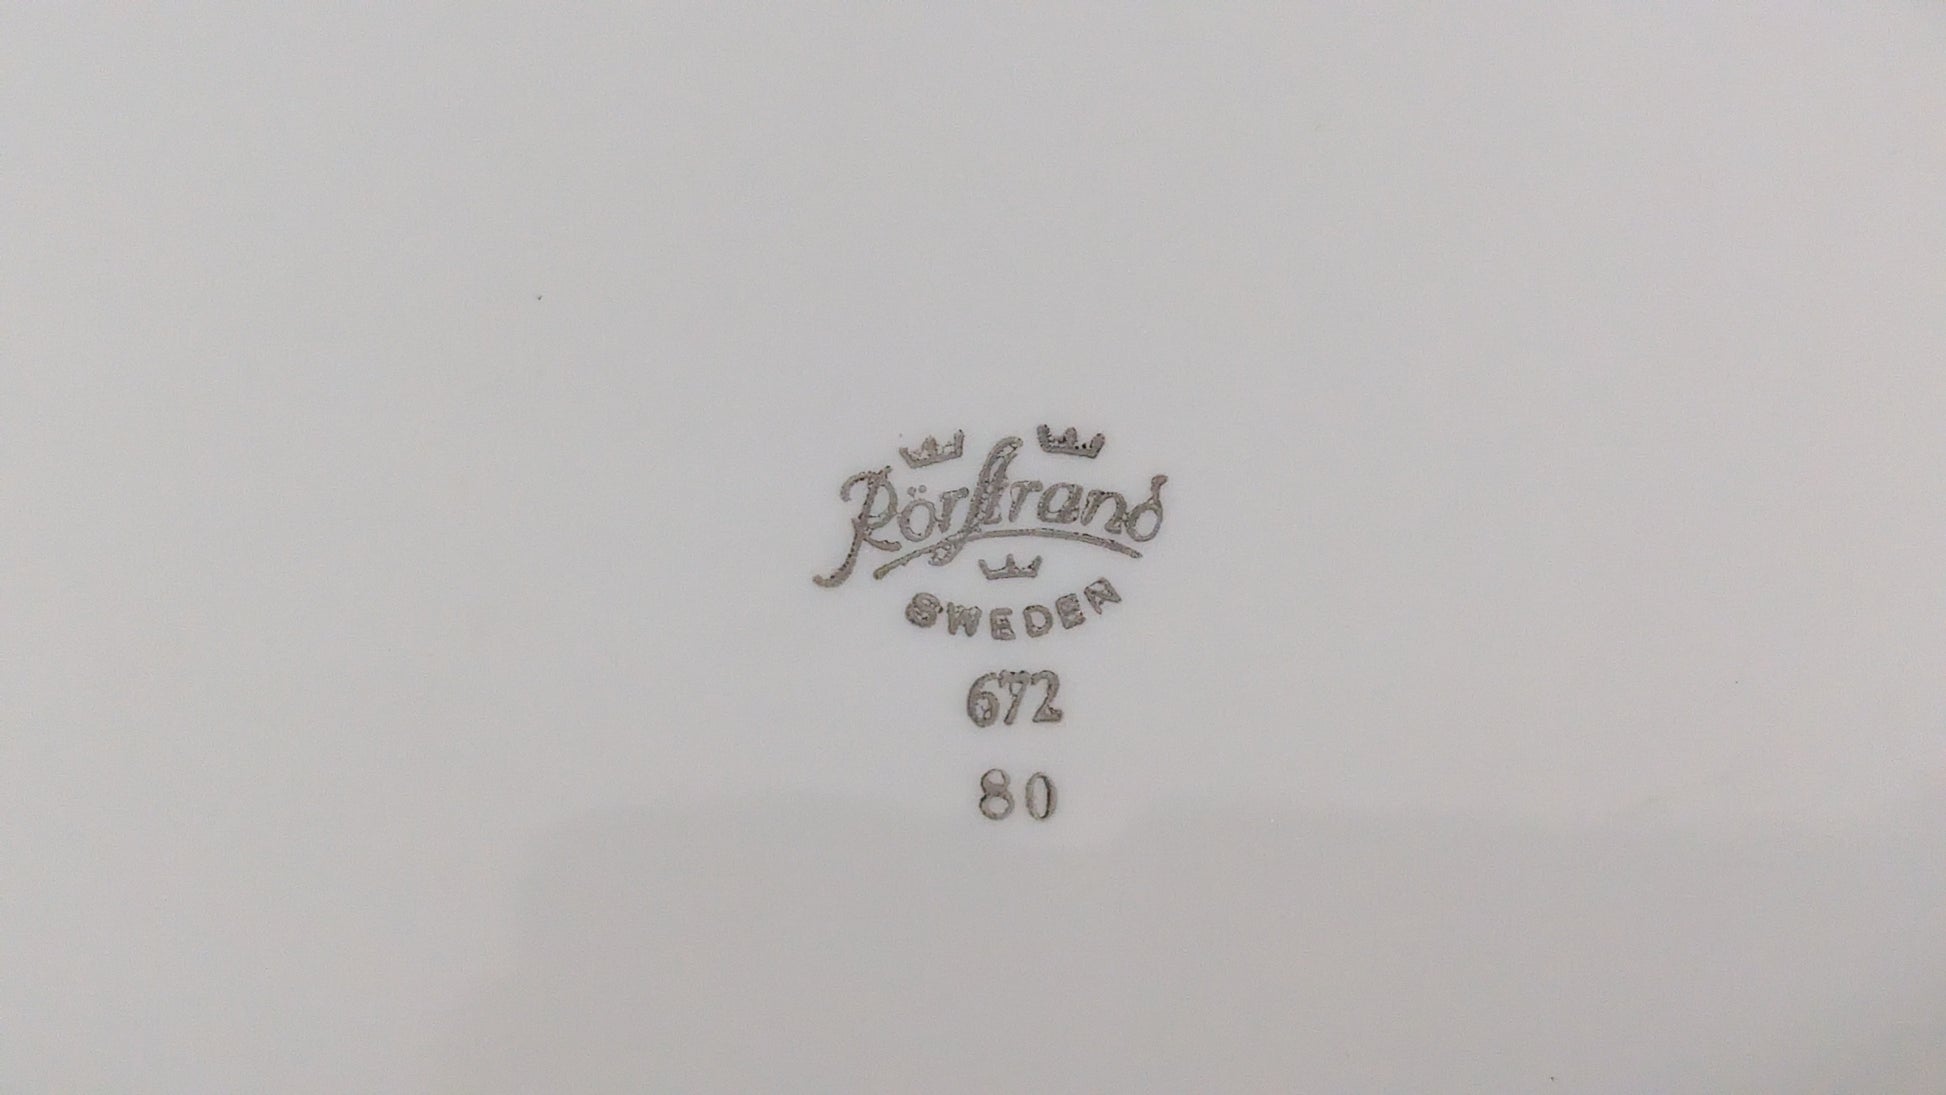 Rörstrand
SWEDEN
672
80